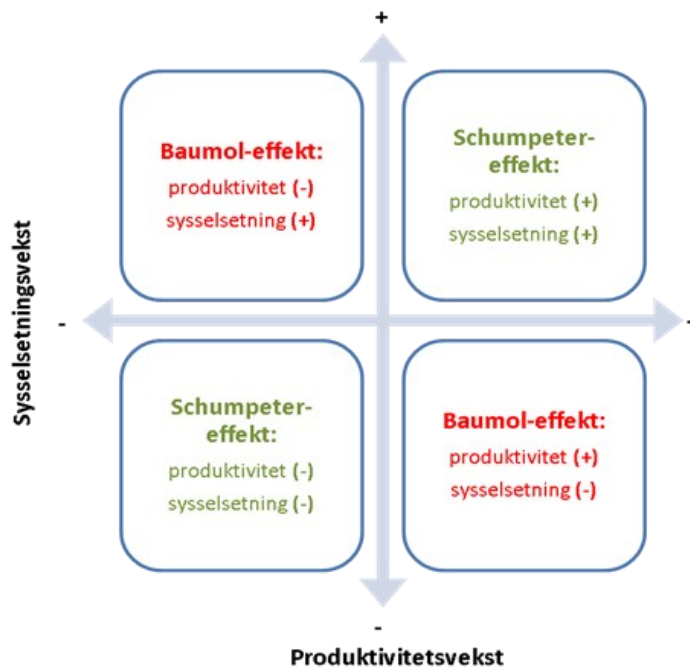 +
Baumol-effekt:
produktivitet (-)
sysselsetning (+)
Schumpeter-
effekt:
produktivitet (+)
sysselsetning (+)
Sysselsetningsvekst
-
Schumpeter-
effekt:
produktivitet (-)
sysselsetning (-)
Baumol-effekt:
produktivitet (+)
sysselsetning (-)
-
Produktivitetsvekst